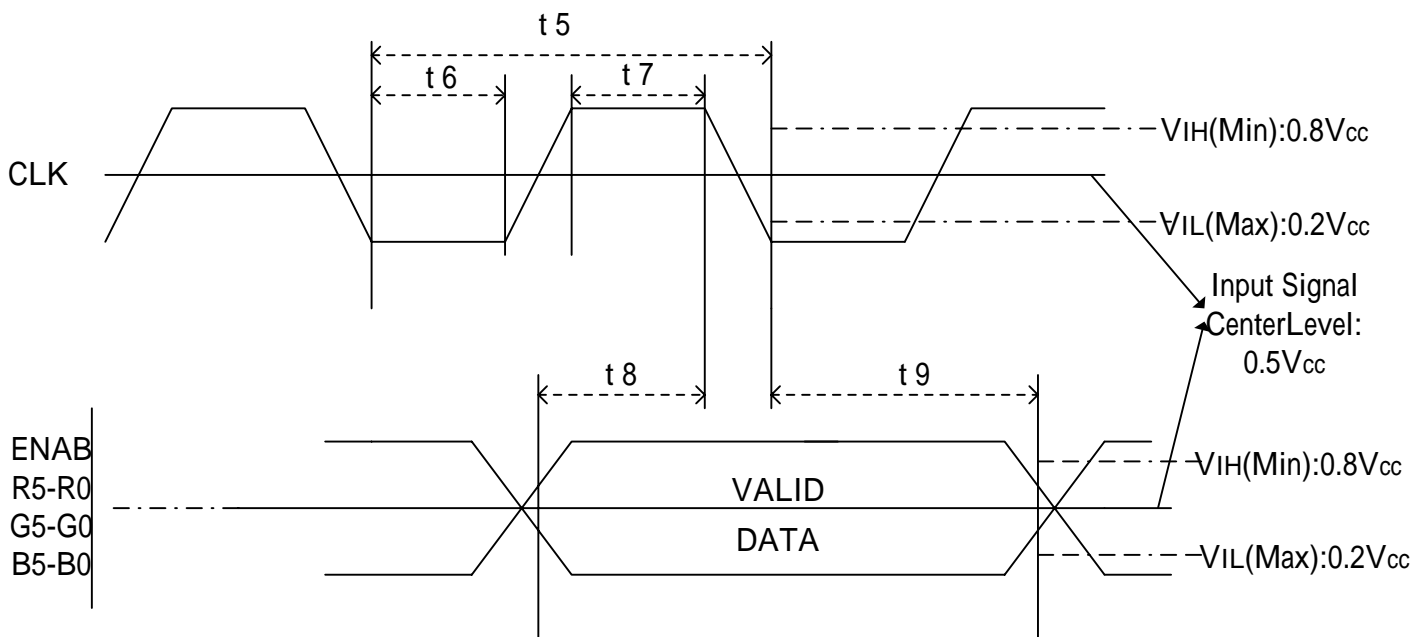 t 5
t 6
t 7
VIH(Min):0.8Vcc
CLK
VIL(Max):0.2Vcc
Input Signal
CenterLevel:
0.5Vcc
t 8
t 9
ENAB
R5-R0
G5-G0
B5-B0
VALID
DATA
VIH(Min):0.8Vcc
VIL(Max):0.2Vcc